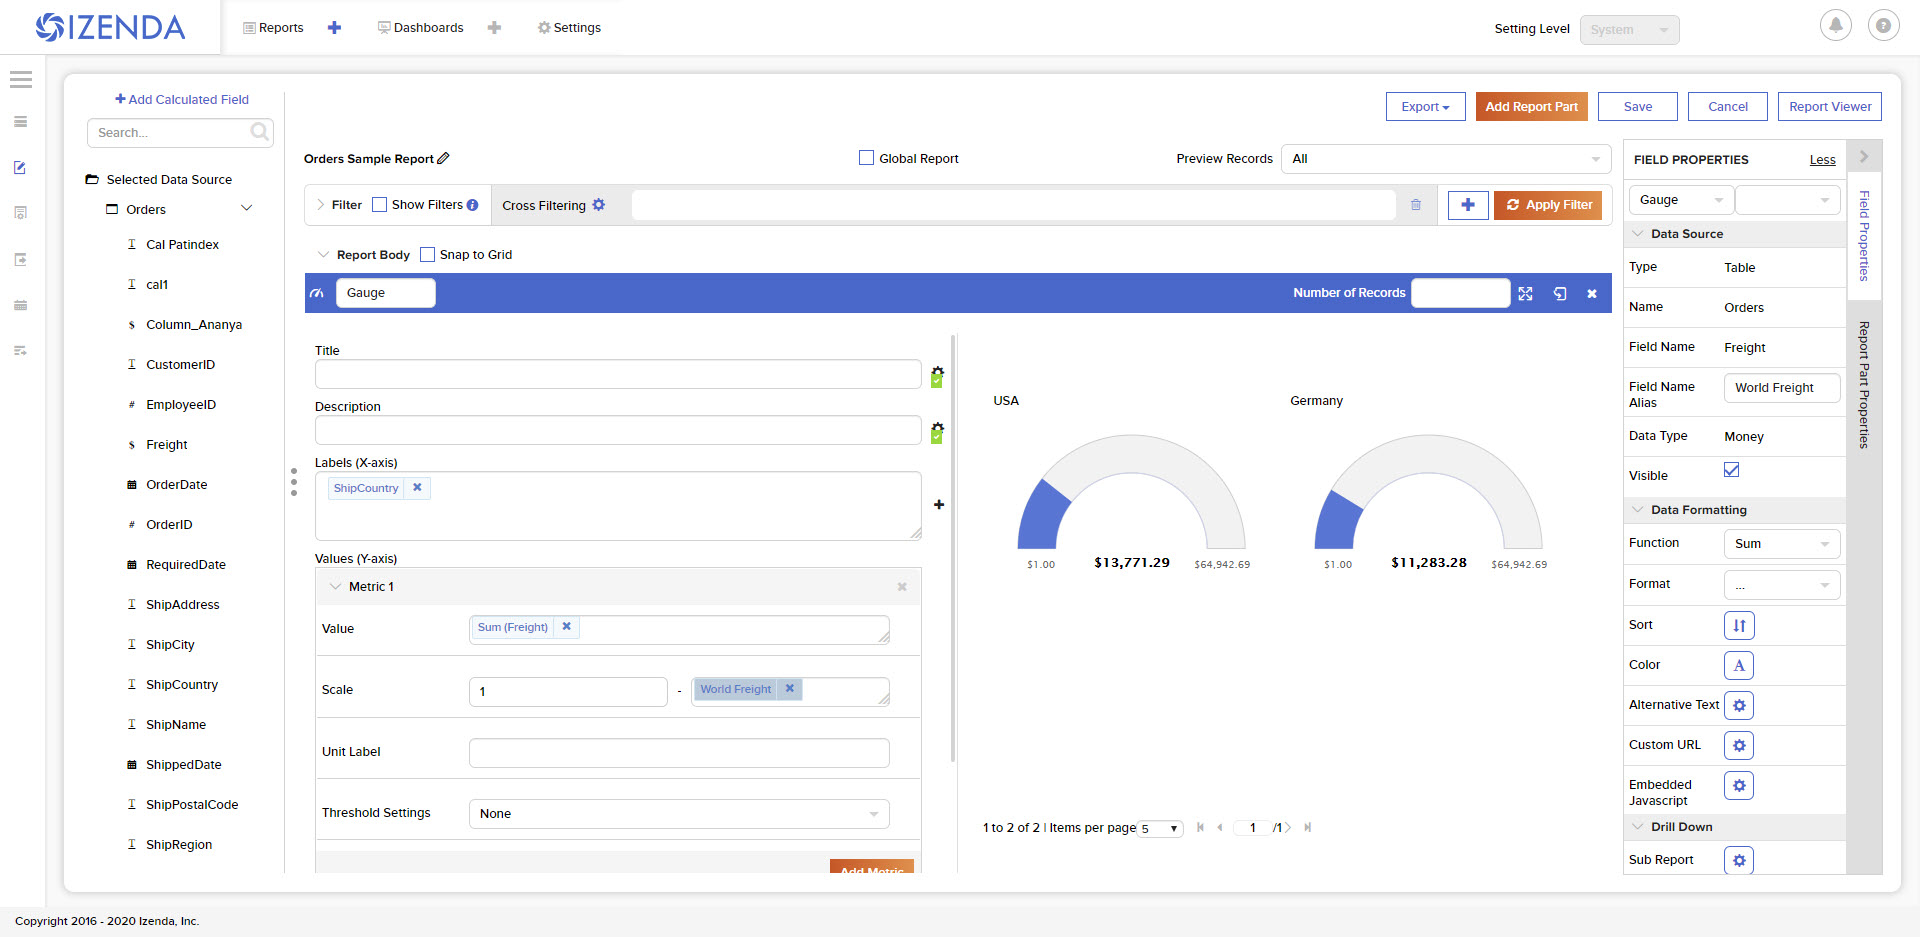 IZENDA
Reports
Dashboards
Settings
Setting Level
System
Add Calculated Field
Search...
Selected Data Source
Orders
Cal Patindex
cal1
$ Column_Ananya
CustomerID
# EmployeeID
$ Freight
OrderDate
# OrderID
RequiredDate
ShipAddress
ShipCity
ShipCountry
ShipName
ShippedDate
ShipPostalCode
ShipRegion
Export
Add Report Part
Save
Cancel
Report Viewer
Orders Sample Report
Global Report
Preview Records
All
Filter
Show Filters
Cross Filtering
Apply Filter
Report Body
Snap to Grid
Gauge
Number of Records
Title
Description
Labels (X-axis)
ShipCountry
Values (Y-axis)
Metric 1
Value
Sum (Freight)
Scale
1
-
World Freight
Unit Label
Threshold Settings
None
Add Metric
USA
$1.00
$13,771.29
$64,942.69
Germany
$1.00
$11,283.28
$64,942.69
1 to 2 of 2 | Items per page 5
1 /1
FIELD PROPERTIES
Less
Gauge
Data Source
Type Table
Name Orders
Field Name Freight
Field Name
Alias
World Freight
Data Type Money
Visible
Data Formatting
Function Sum
Format ...
Sort
Color A
Alternative Text
Custom URL
Embedded
Javascript
Drill Down
Sub Report
Field Properties
Report Part Properties
Copyright 2016 - 2020 Izenda, Inc.